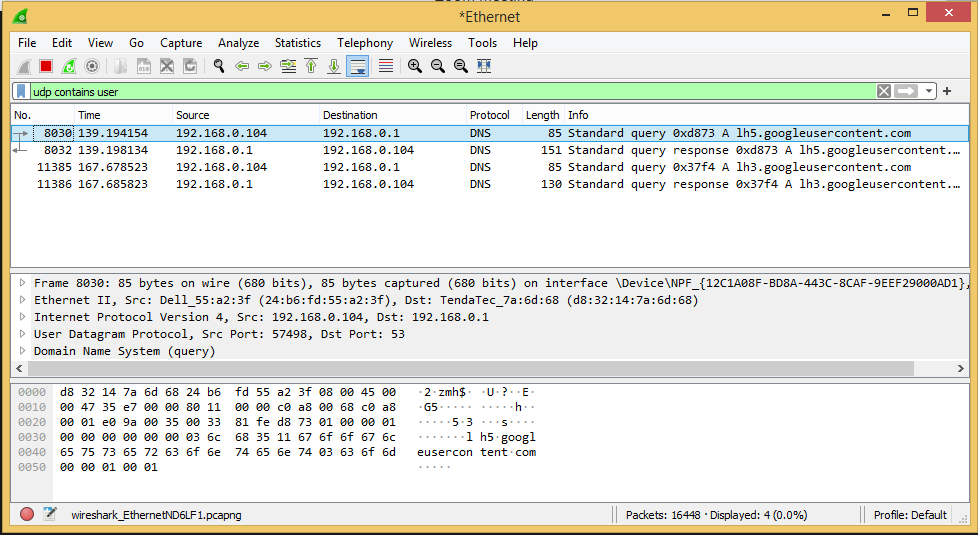 *Ethernet
File Edit View Go Capture Analyze Statistics Telephony Wireless Tools Help
udp contains user
No. Time Source Destination Protocol Length Info
8030 139.194154 192.168.0.104 192.168.0.1 DNS 85 Standard query 0xd873 A lh5.googleusercontent.com
8032 139.198134 192.168.0.1 192.168.0.104 DNS 151 Standard query response 0xd873 A lh5.googleusercontent.…
11385 167.678523 192.168.0.104 192.168.0.1 DNS 85 Standard query 0x37f4 A lh3.googleusercontent.com
11386 167.685823 192.168.0.1 192.168.0.104 DNS 130 Standard query response 0x37f4 A lh3.googleusercontent.…
Frame 8030: 85 bytes on wire (680 bits), 85 bytes captured (680 bits) on interface \Device\NPF_{12C1A08F-BD8A-443C-8CAF-9EEF29000AD1},
Ethernet II, Src: Dell_55:a2:3f (24:b6:fd:55:a2:3f), Dst: TendaTec_7a:6d:68 (d8:32:14:7a:6d:68)
Internet Protocol Version 4, Src: 192.168.0.104, Dst: 192.168.0.1
User Datagram Protocol, Src Port: 57498, Dst Port: 53
Domain Name System (query)
0000 d8 32 14 7a 6d 68 24 b6 fd 55 a2 3f 08 00 45 00 ·2·zmh$· ·U·?··E·
0010 00 47 35 e7 00 00 80 11 00 00 c0 a8 00 68 c0 a8 ·G5····· ·····h··
0020 00 01 e0 9a 00 35 00 33 81 fe d8 73 01 00 00 01 ·····5·3 ···s····
0030 00 00 00 00 00 00 03 6c 68 35 11 67 6f 6f 67 6c ·······l h5·googl
0040 65 75 73 65 72 63 6f 6e 74 65 6e 74 03 63 6f 6d eusercon tent·com
0050 00 00 01 00 01 ·····
wireshark_EthernetND6LF1.pcapng Packets: 16448 · Displayed: 4 (0.0%) Profile: Default